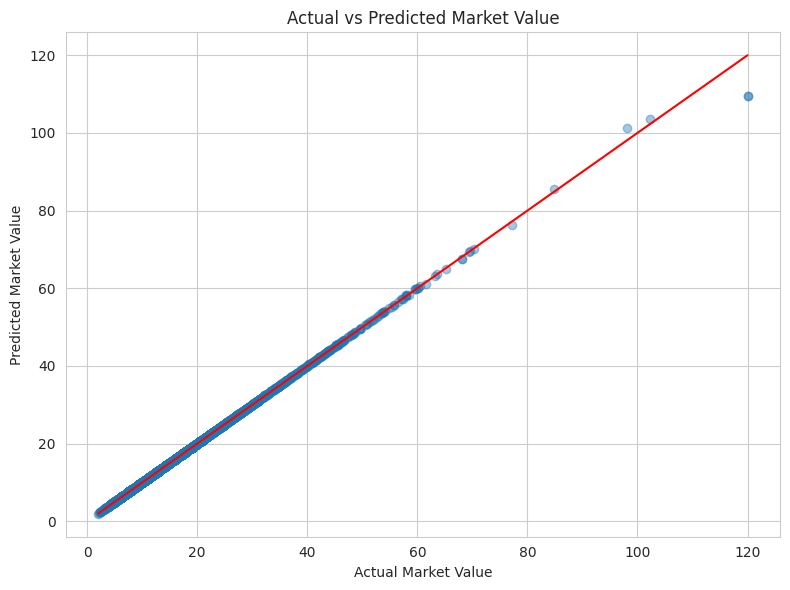 Actual vs Predicted Market Value
120
100
80
60
40
20
0
Predicted Market Value
0 20 40 60 80 100 120
Actual Market Value